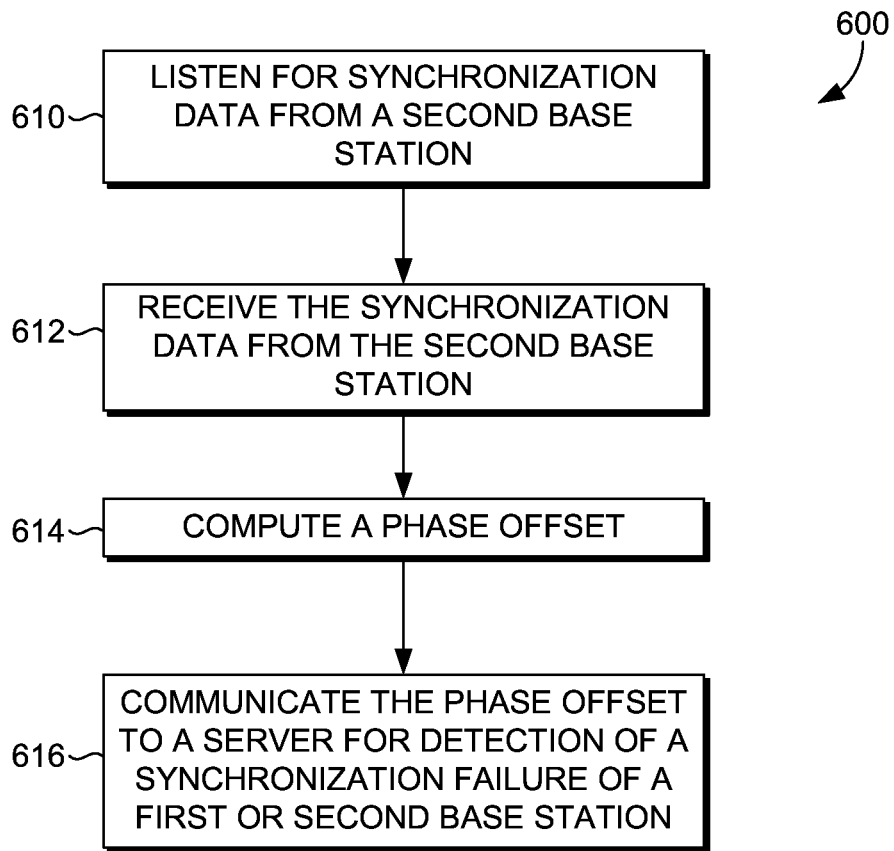 600
610
LISTEN FOR SYNCHRONIZATION
DATA FROM A SECOND BASE
STATION
612
RECEIVE THE SYNCHRONIZATION
DATA FROM THE SECOND BASE
STATION
614
COMPUTE A PHASE OFFSET
616
COMMUNICATE THE PHASE OFFSET
TO A SERVER FOR DETECTION OF A
SYNCHRONIZATION FAILURE OF A
FIRST OR SECOND BASE STATION